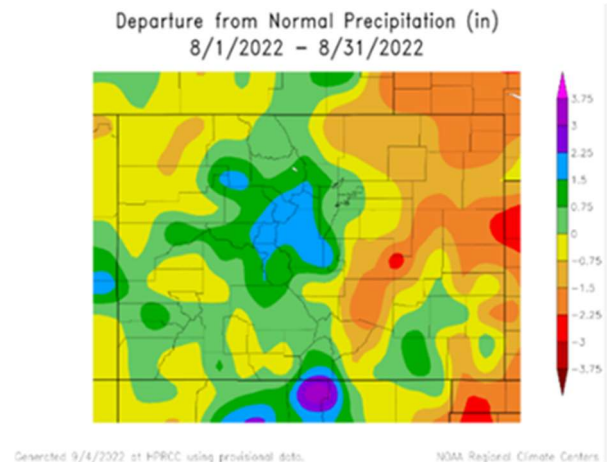 Departure from Normal Precipitation (in)
8/1/2022 – 8/31/2022
3.75
3
2.25
1.5
0.75
0
-0.75
-1.5
-2.25
-3
-3.75
Generated 9/4/2022 at HPRCC using provisional data.
NOAA Regional Climate Centers